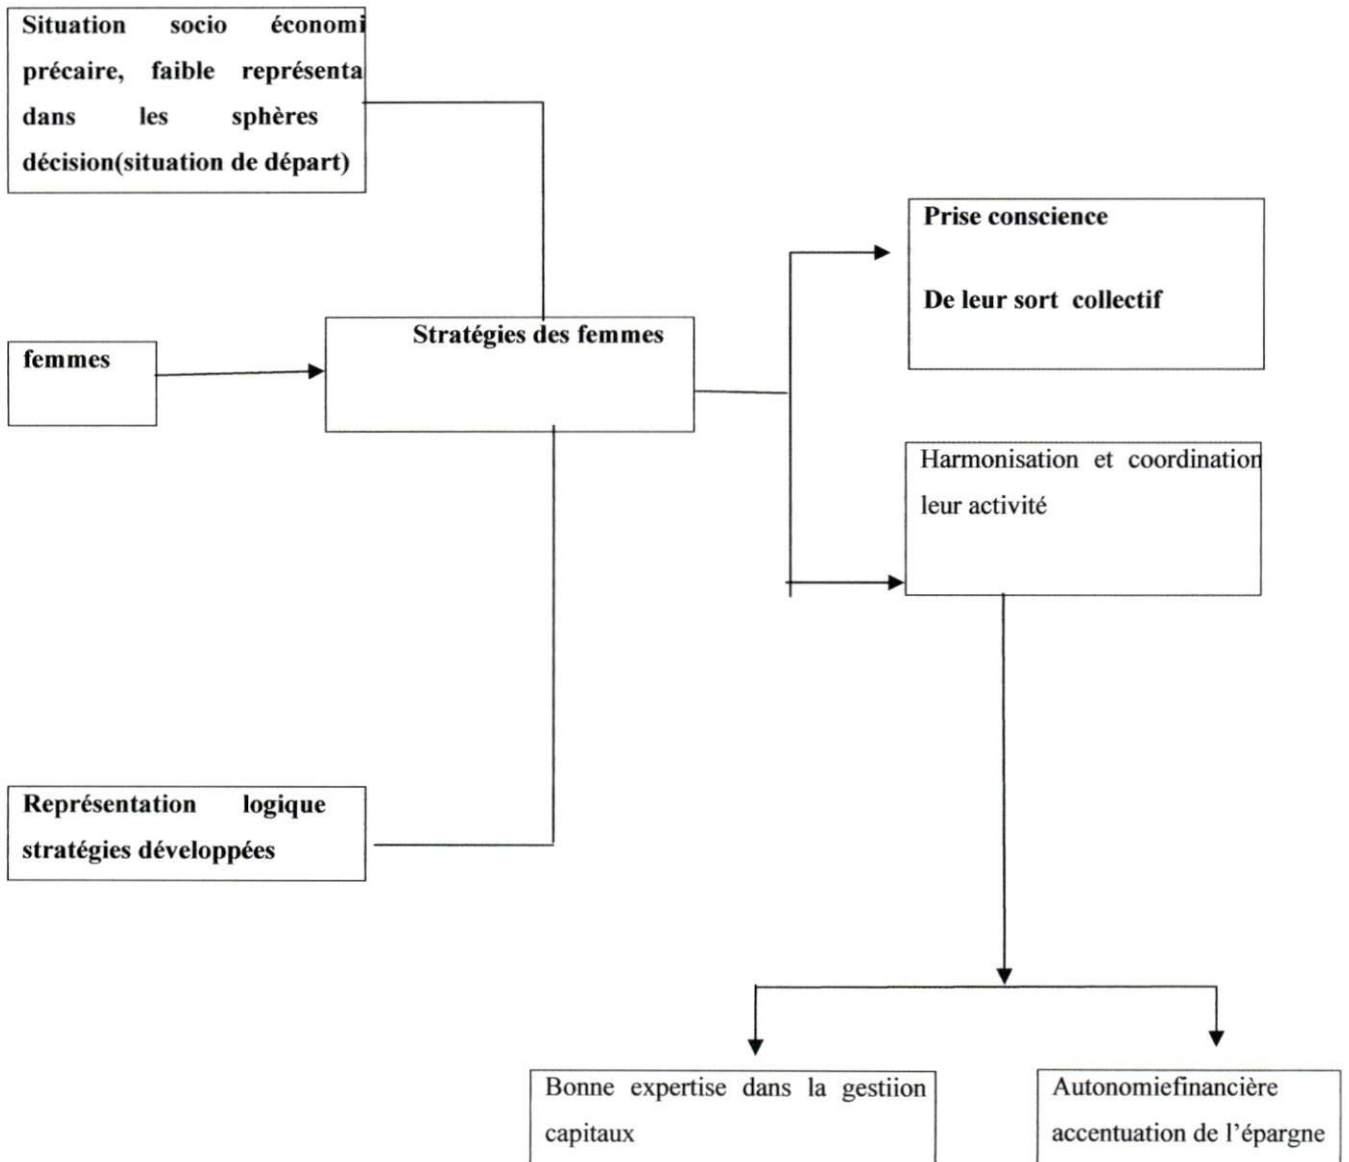 Situation socio économi
précaire, faible représenta
dans les sphères
décision(situation de départ)
Prise conscience
De leur sort collectif
Stratégies des femmes
femmes
Harmonisation et coordination
leur activité
Représentation logique
stratégies développées
Bonne expertise dans la gestiion
capitaux
Autonomiefinancière
accentuation de l'épargne